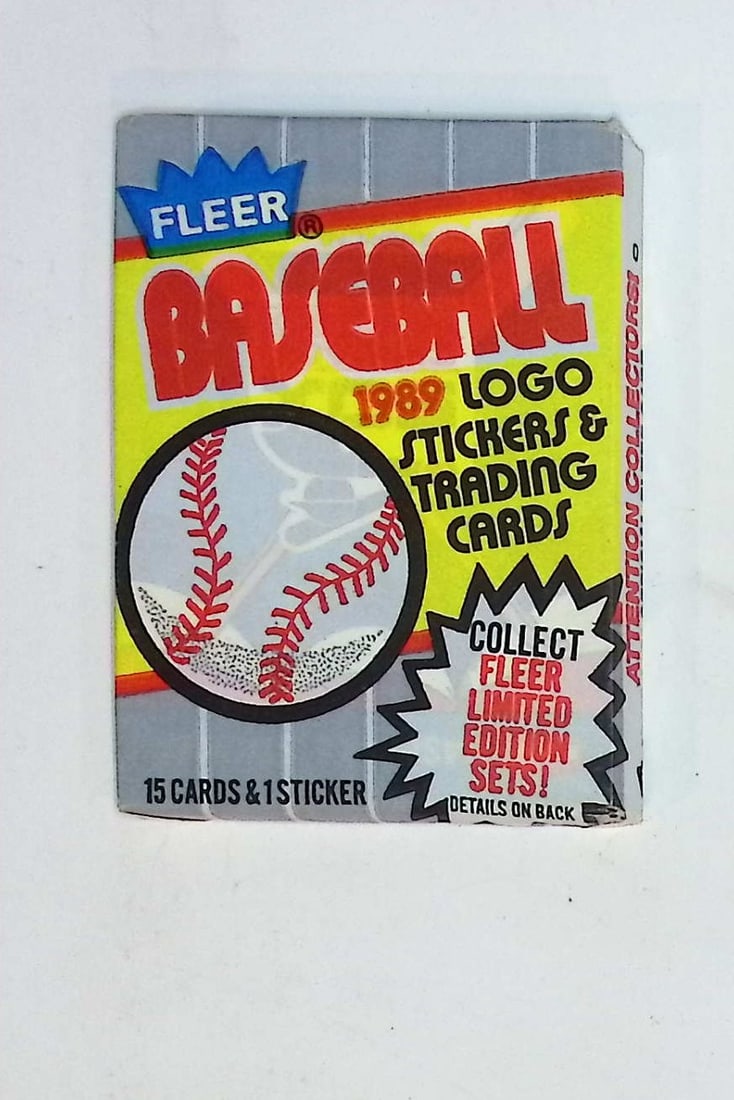 FLEER®
BASEBALL
1989 LOGO
STICKERS &
TRADING
CARDS
COLLECT
FLEER
LIMITED
EDITION
SETS!
DETAILS ON BACK
15 CARDS & 1 STICKER
ATTENTION COLLECTORS!